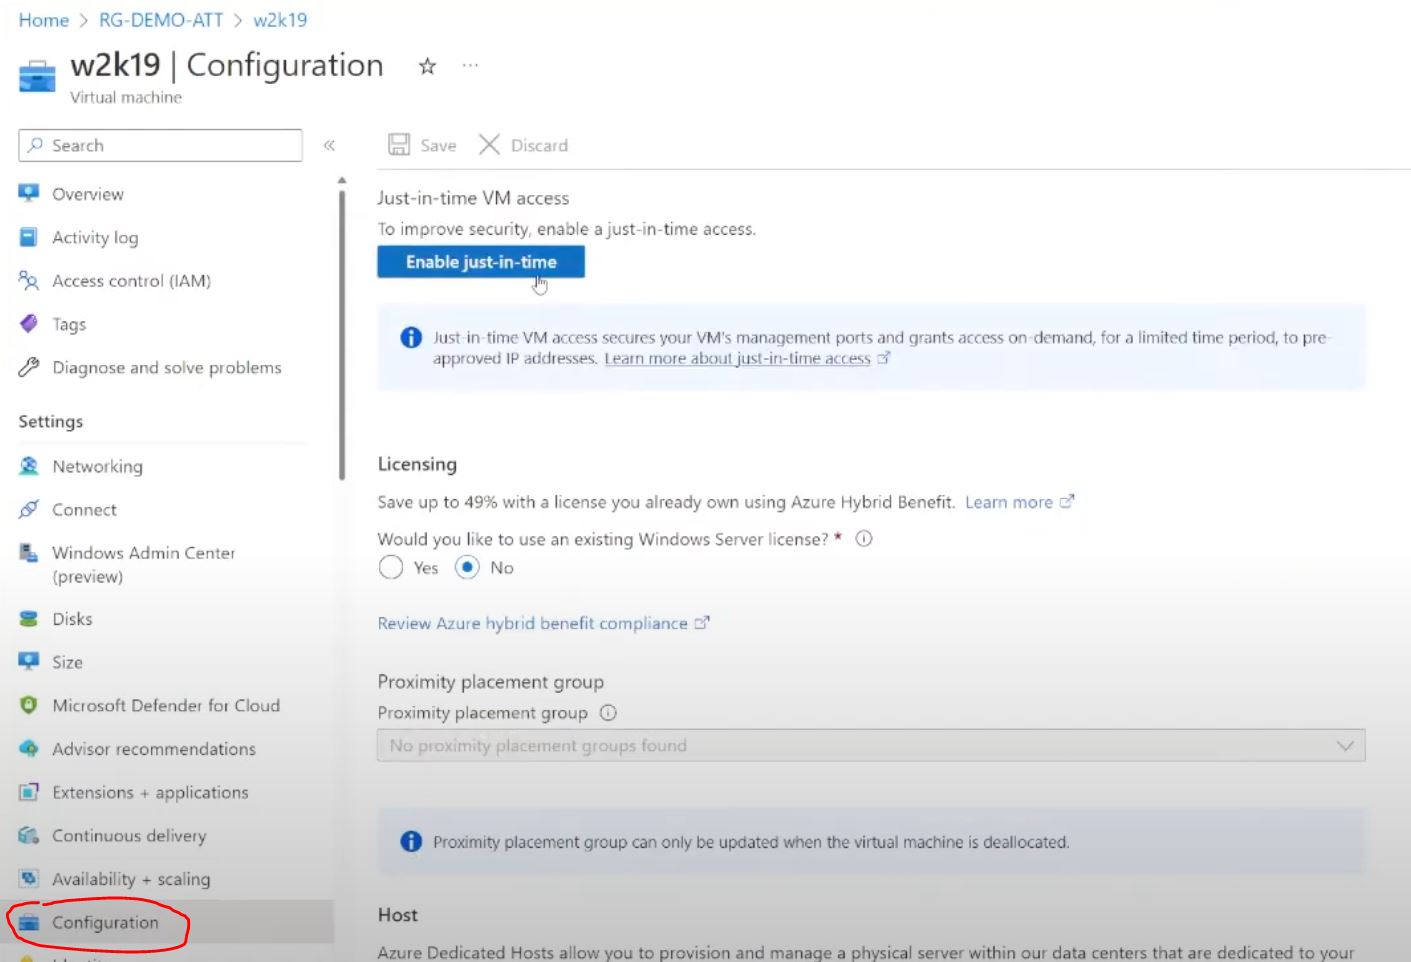 Home > RG-DEMO-ATT > w2k19
w2k19 | Configuration
Virtual machine
Search
Overview
Activity log
Access control (IAM)
Tags
Diagnose and solve problems
Settings
Networking
Connect
Windows Admin Center
(preview)
Disks
Size
Microsoft Defender for Cloud
Advisor recommendations
Extensions + applications
Continuous delivery
Availability + scaling
Configuration
Save
Discard
Just-in-time VM access
To improve security, enable a just-in-time access.
Enable just-in-time
Just-in-time VM access secures your VM's management ports and grants access on-demand, for a limited time period, to pre-
approved IP addresses. Learn more about just-in-time access
Licensing
Save up to 49% with a license you already own using Azure Hybrid Benefit. Learn more
Would you like to use an existing Windows Server license? *
Yes No
Review Azure hybrid benefit compliance
Proximity placement group
Proximity placement group
No proximity placement groups found
Proximity placement group can only be updated when the virtual machine is deallocated.
Host
Azure Dedicated Hosts allow you to provision and manage a physical server within our data centers that are dedicated to your